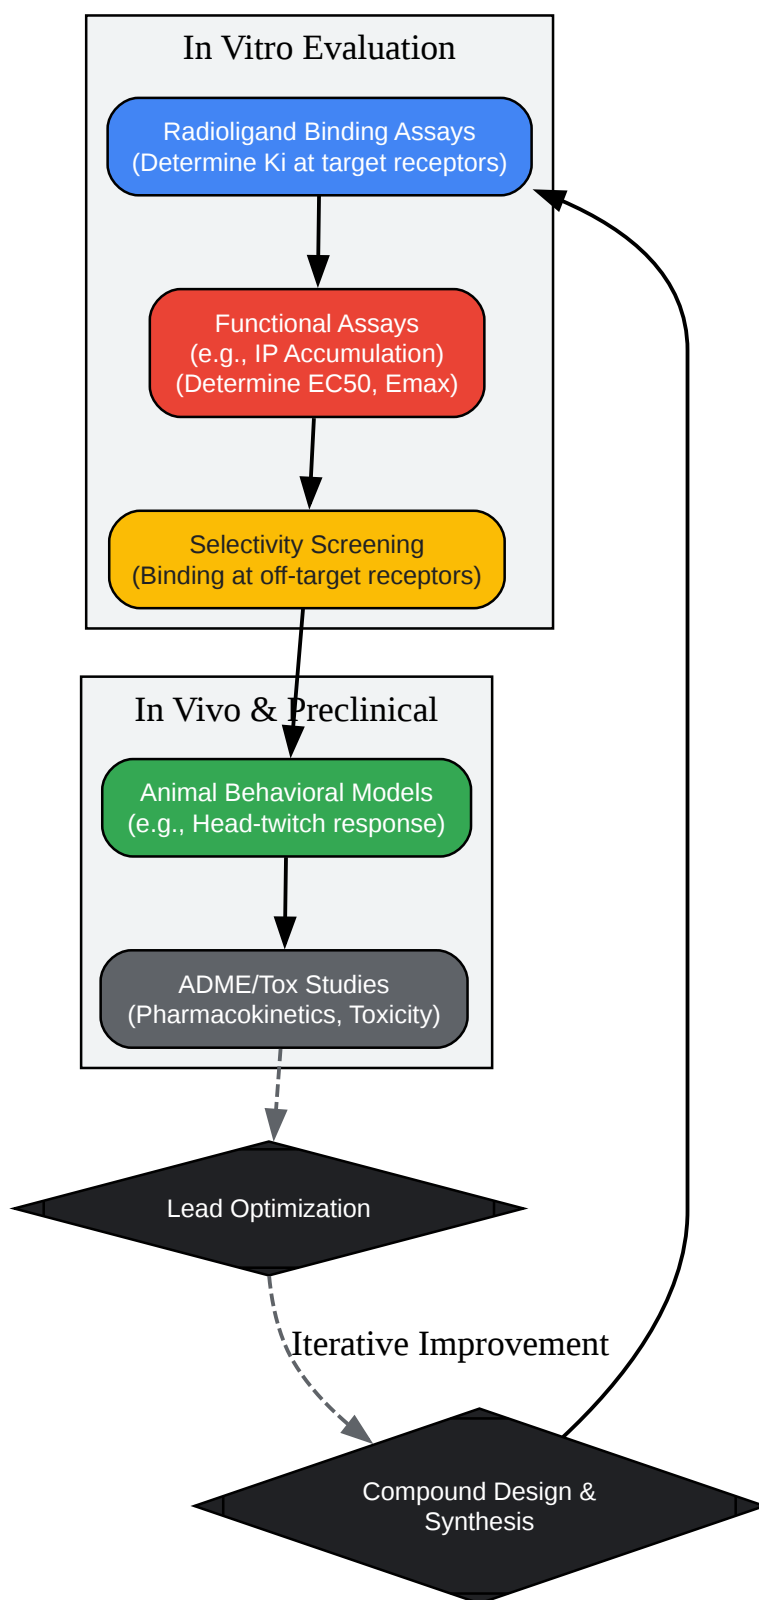 In Vitro Evaluation
Radioligand Binding Assays
(Determine Ki at target receptors)
Functional Assays
(e.g., IP Accumulation)
(Determine EC50, Emax)
Selectivity Screening
(Binding at off-target receptors)
In Vivo & Preclinical
Animal Behavioral Models
(e.g., Head-twitch response)
ADME/Tox Studies
(Pharmacokinetics, Toxicity)
Lead Optimization
Iterative Improvement
Compound Design &
Synthesis